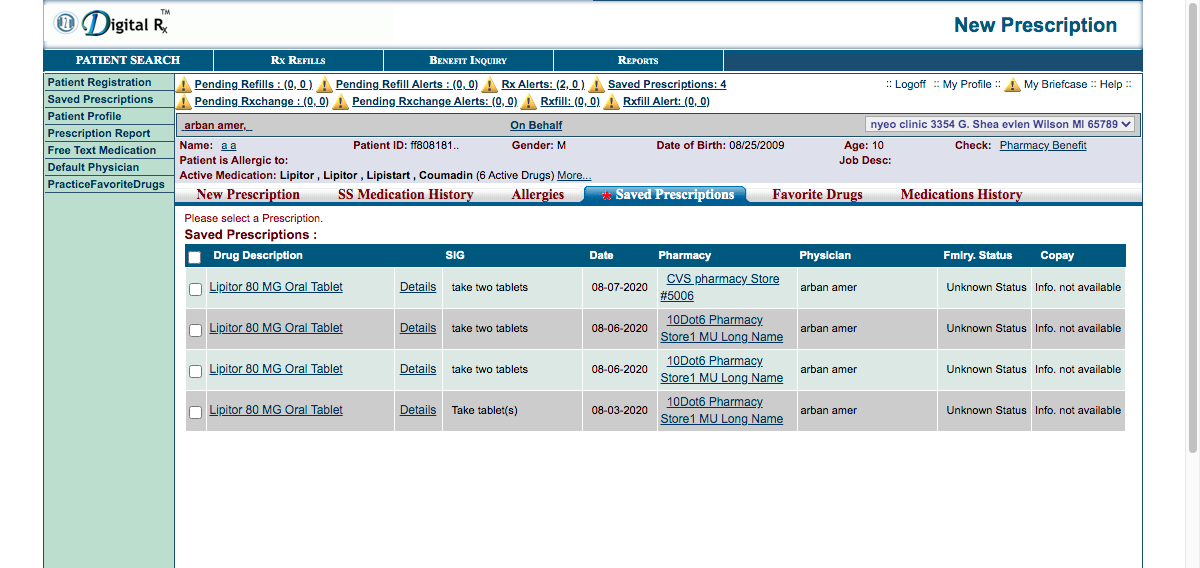 Digital Rx TM
New Prescription
PATIENT SEARCH RX REFILLS BENEFIT INQUIRY REPORTS
Patient Registration
Saved Prescriptions
Patient Profile
Prescription Report
Free Text Medication
Default Physician
PracticeFavoriteDrugs
Pending Refills : (0, 0 ) Pending Refill Alerts : (0, 0) Rx Alerts: (2, 0 ) Saved Prescriptions: 4 :: Logoff :: My Profile :: My Briefcase :: Help ::
Pending Rxchange : (0, 0) Pending Rxchange Alerts: (0, 0) Rxfill: (0, 0) Rxfill Alert: (0, 0)
arban amer, On Behalf nyeo clinic 3354 G. Shea evlen Wilson MI 65789
Name: a a Patient ID: ff808181.. Gender: M Date of Birth: 08/25/2009 Age: 10 Check: Pharmacy Benefit
Patient is Allergic to: Job Desc:
Active Medication: Lipitor , Lipitor , Lipistart , Coumadin (6 Active Drugs) More...
New Prescription SS Medication History Allergies * Saved Prescriptions Favorite Drugs Medications History
Please select a Prescription.
Saved Prescriptions :
Drug Description SIG Date Pharmacy Physician Fmlry. Status Copay
Lipitor 80 MG Oral Tablet Details take two tablets 08-07-2020 CVS pharmacy Store #5006 arban amer Unknown Status Info. not available
Lipitor 80 MG Oral Tablet Details take two tablets 08-06-2020 10Dot6 Pharmacy Store1 MU Long Name arban amer Unknown Status Info. not available
Lipitor 80 MG Oral Tablet Details take two tablets 08-06-2020 10Dot6 Pharmacy Store1 MU Long Name arban amer Unknown Status Info. not available
Lipitor 80 MG Oral Tablet Details Take tablet(s) 08-03-2020 10Dot6 Pharmacy Store1 MU Long Name arban amer Unknown Status Info. not available